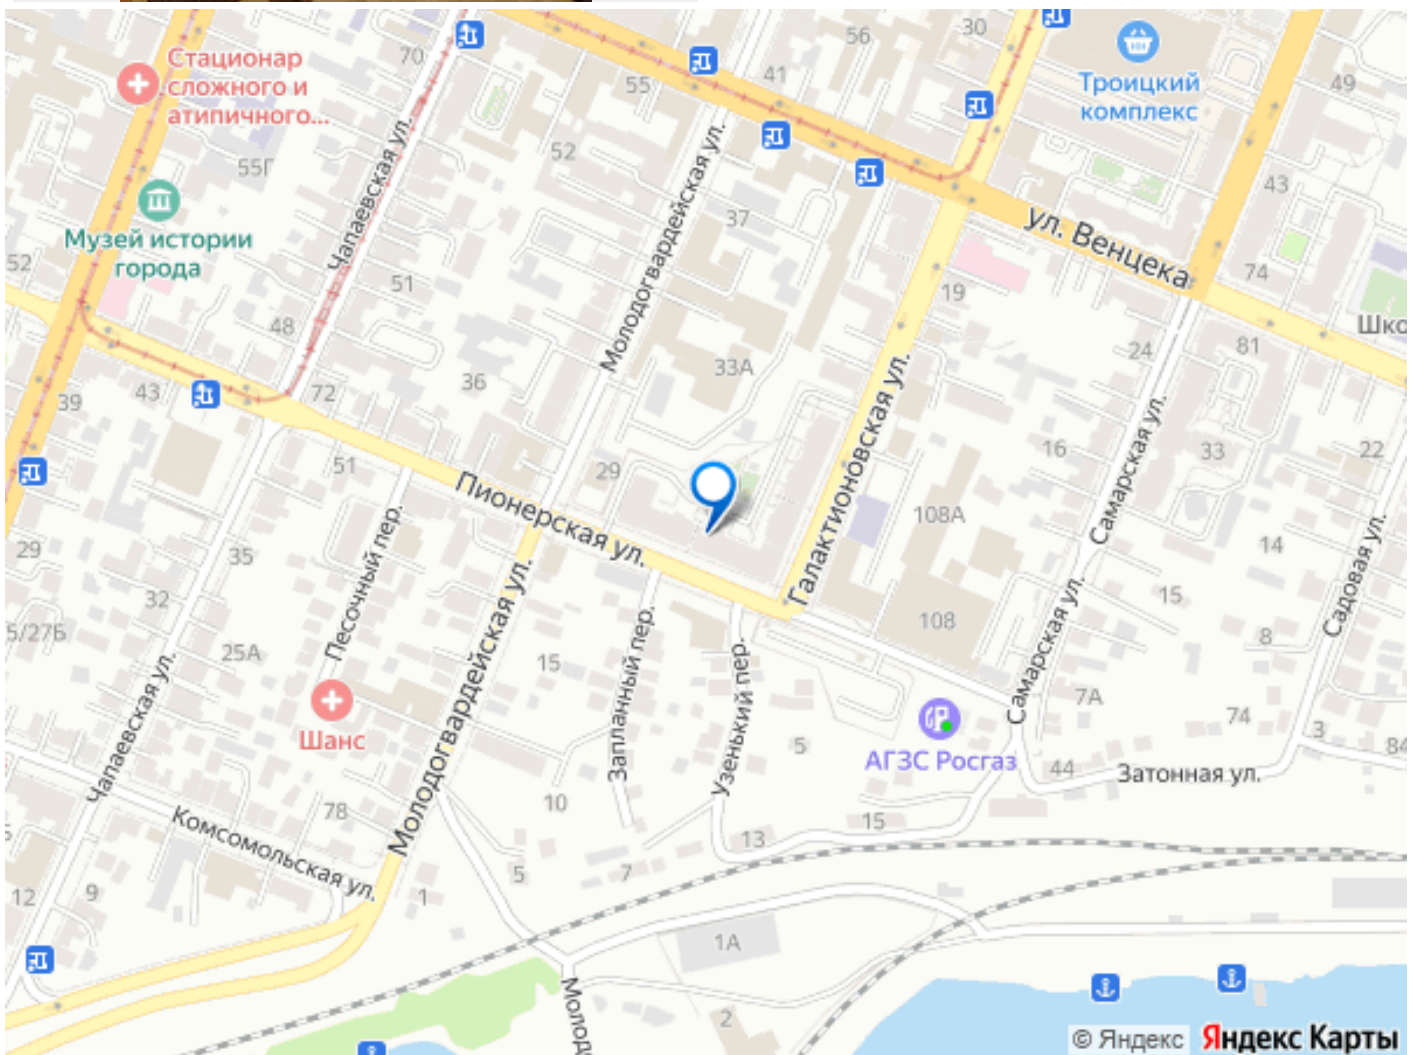 70
56
30
Стационар
сложного и
атипичного...
55
41
Троицкий
комплекс
49
55Г
Чапаевская ул.
52
Молодогвардейская ул.
37
ул. Венцека
43
Музей истории
города
52
51
19
74
Шко
48
36
33А
24
81
39
43
72
Галактионовская ул.
Самарская ул.
51
29
16
33
22
Пионерская ул.
108А
29
35
Песочный пер.
14
Садовая ул.
32
15
5/27Б
25А
15
Запланный пер.
108
8
Молодогвардейская ул.
Узенький пер.
Самарская ул.
7А
74
3
Чапаевская ул.
Шанс
5
АГЗС Росгаз
44
Затонная ул.
84
78
10
13
15
Комсомольская ул.
5
7
12
9
1
1А
Молод
2
© Яндекс
Яндекс Карты